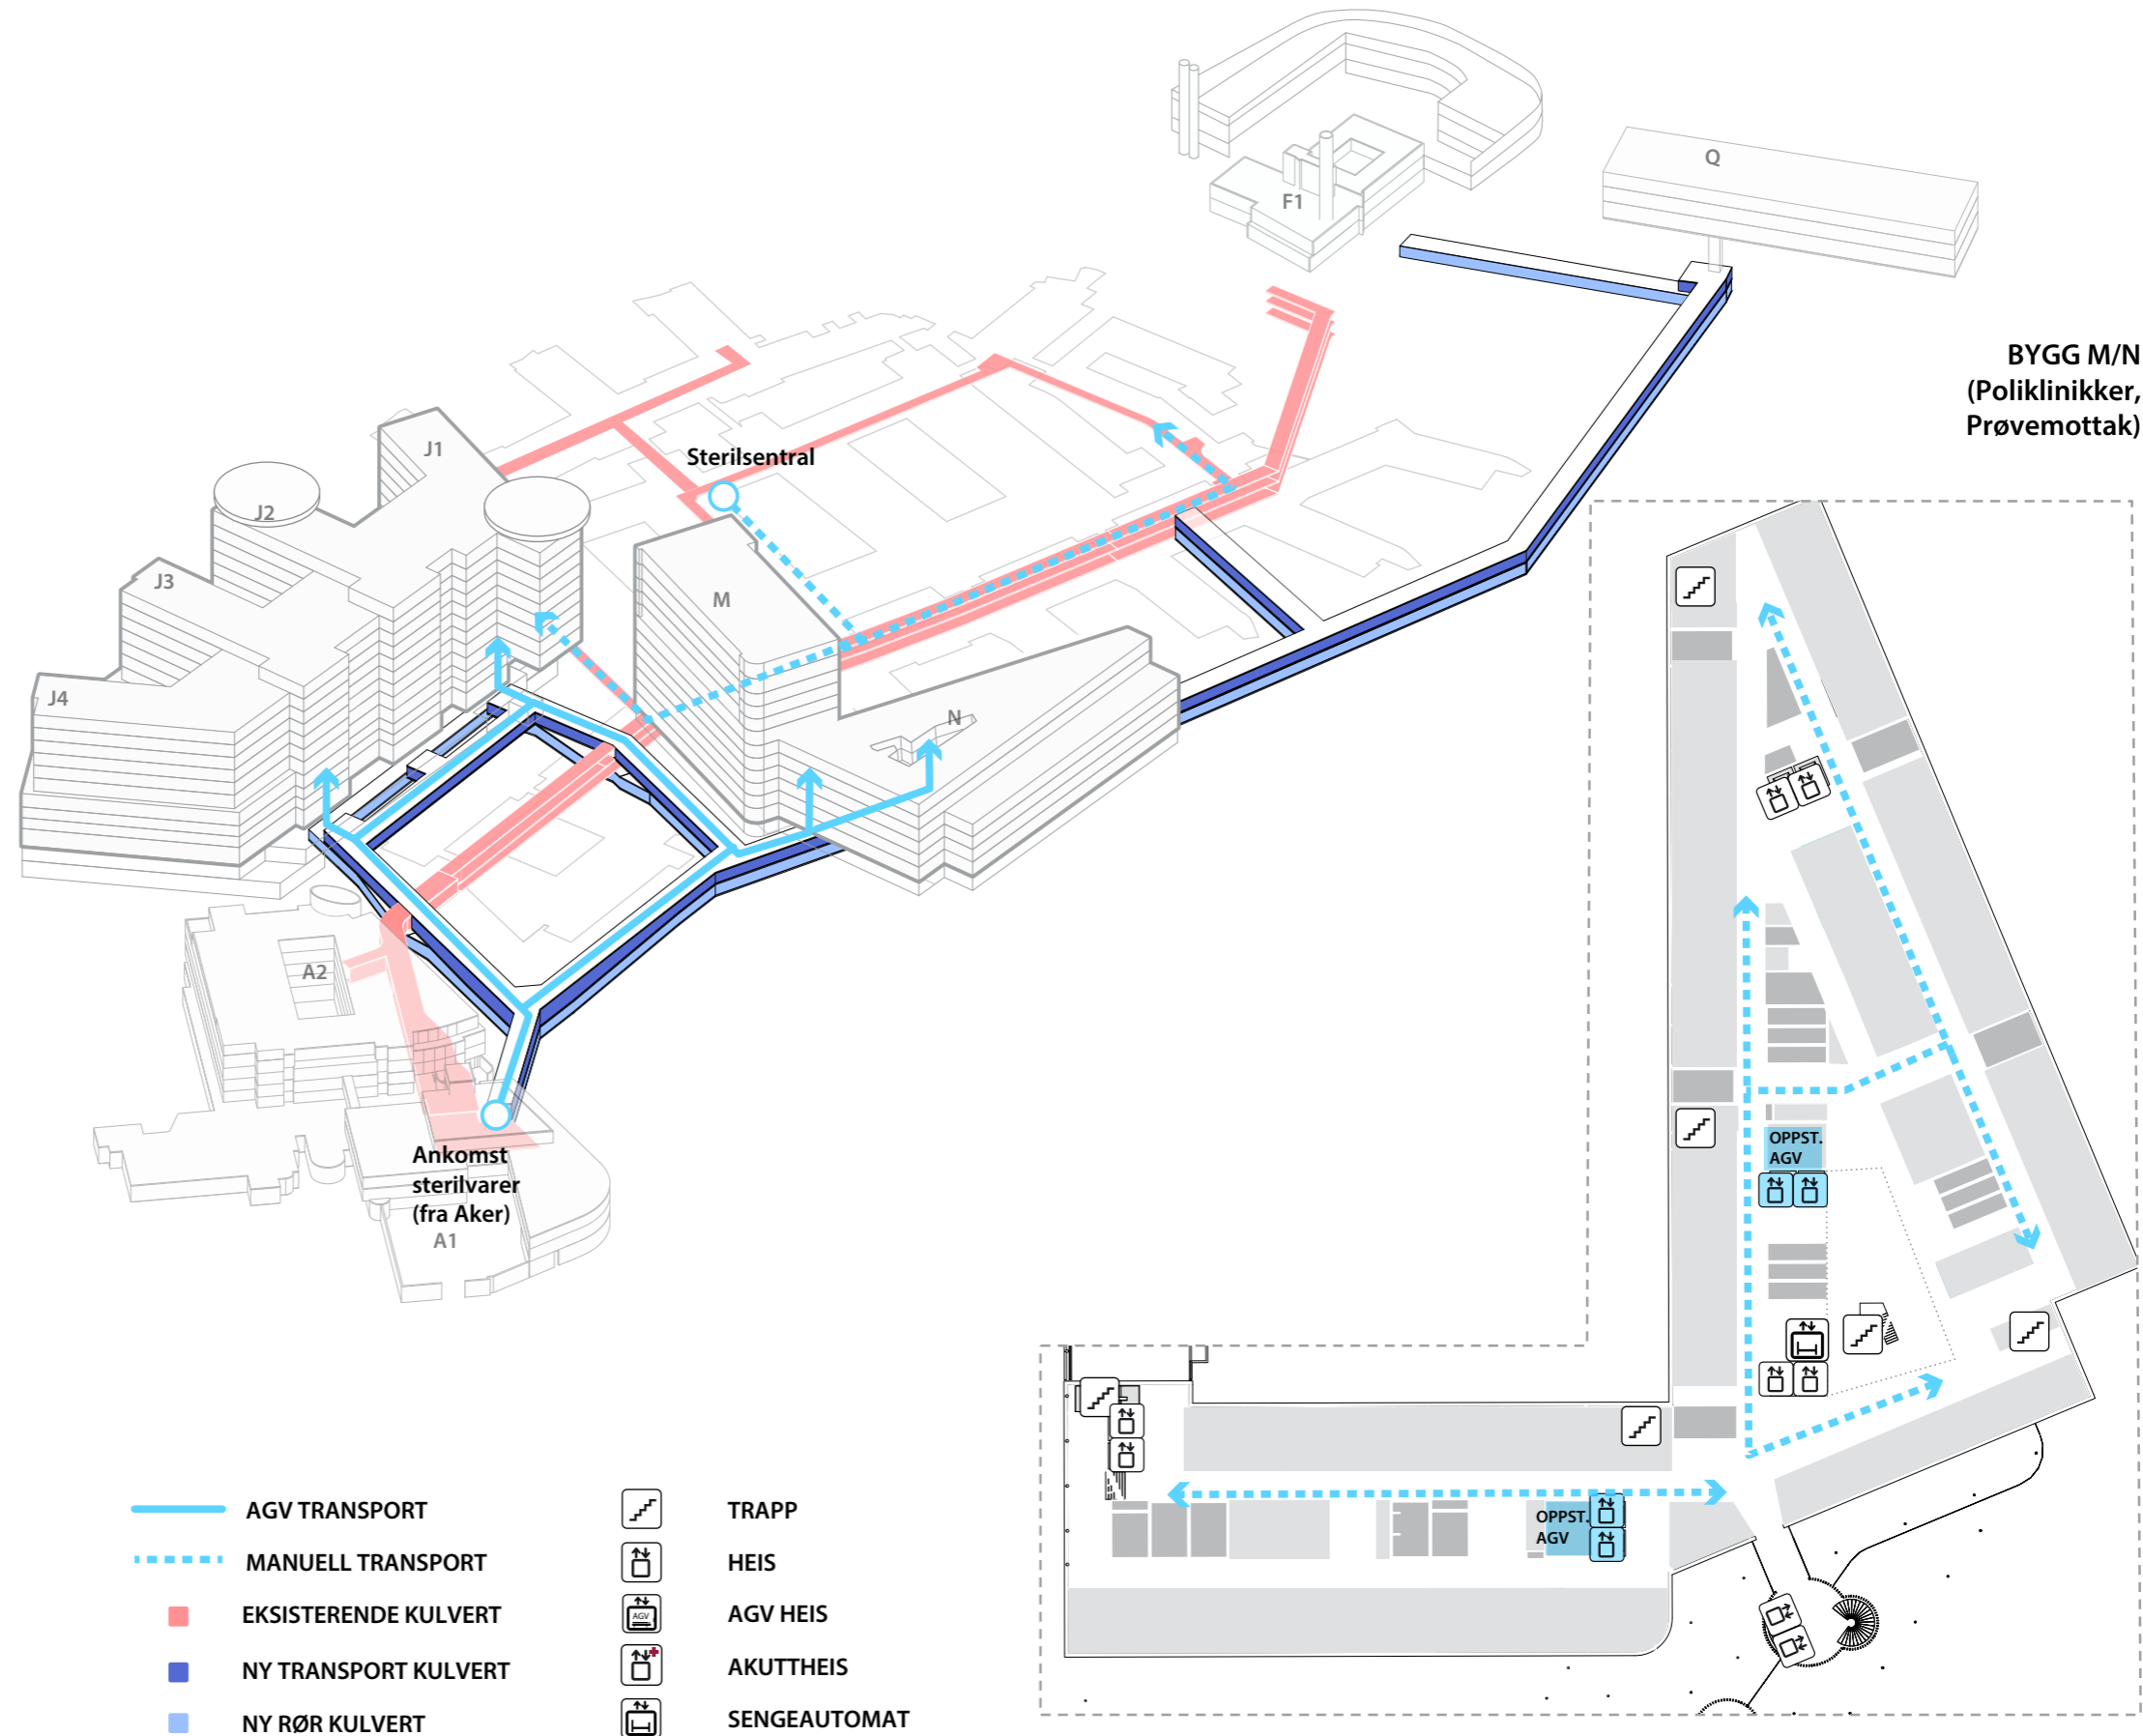 Q
F1
BYGG M/N
(Poliklinikker,
Prøvemottak)
J1
Sterilsentral
J2
J3
M
J4
N
A2
Ankomst
sterilvarer
(fra Aker)
A1
OPPST.
AGV
OPPST.
AGV
AGV TRANSPORT
MANUELL TRANSPORT
EKSISTERENDE KULVERT
NY TRANSPORT KULVERT
NY RØR KULVERT
TRAPP
HEIS
AGV
AGV HEIS
AKUTTHEIS
SENGEAUTOMAT